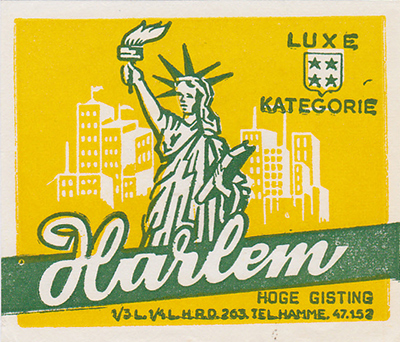 LUXE
KATEGORIE
Harlem
HOGE GISTING
1/3 L. 1/4 L. H.R.D. 263. TEL HAMME. 47.152